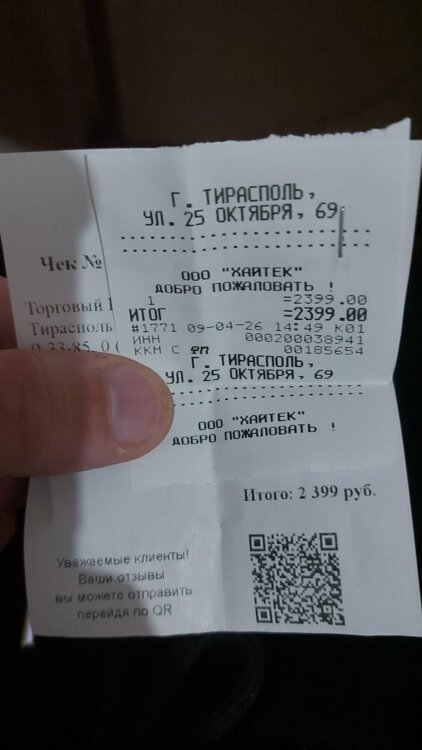 Г. ТИРАСПОЛЬ,
УЛ. 25 ОКТЯБРЯ, 69
ООО "ХАЙТЕК"
ДОБРО ПОЖАЛОВАТЬ !
1 =2399.00
ИТОГ =2399.00
#1771 09-04-26 14:49 К01
ИНН 000200038941
ККМ С ФП 00185654
Г. ТИРАСПОЛЬ,
УЛ. 25 ОКТЯБРЯ, 69
ООО "ХАЙТЕК"
ДОБРО ПОЖАЛОВАТЬ !
Чек №
Торговый
Тирасполь
Итого: 2 399 руб.
Уважаемые клиенты!
Ваши отзывы
вы можете отправить
перейдя по QR